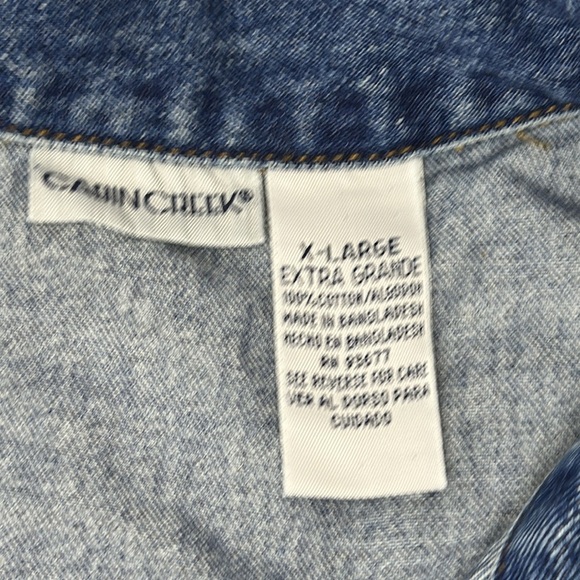 CABIN CREEK®
X-LARGE
EXTRA GRANDE
100% COTTON/ALGODON
MADE IN BANGLADESH
HECHO EN BANGLADESH
RN 93677
SEE REVERSE FOR CARE
VER AL DORSO PARA
CUIDADO